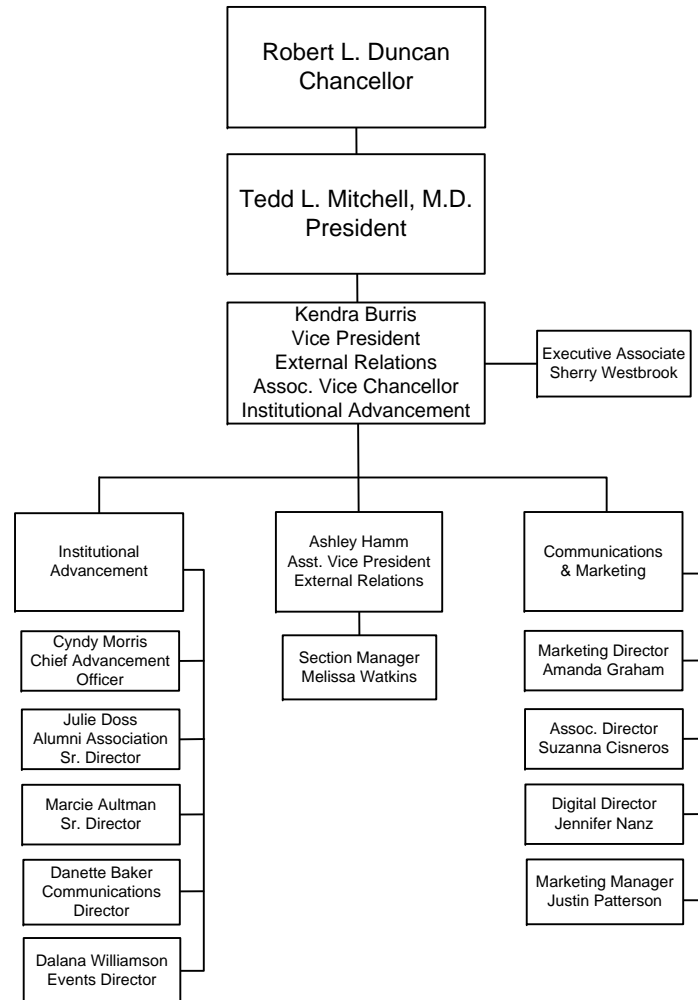 Robert L. Duncan
Chancellor
Tedd L. Mitchell, M.D.
President
Kendra Burris
Vice President
External Relations
Assoc. Vice Chancellor
Institutional Advancement
Executive Associate
Sherry Westbrook
Institutional
Advancement
Cyndy Morris
Chief Advancement
Officer
Julie Doss
Alumni Association
Sr. Director
Marcie Aultman
Sr. Director
Danette Baker
Communications
Director
Dalana Williamson
Events Director
Ashley Hamm
Asst. Vice President
External Relations
Section Manager
Melissa Watkins
Communications
& Marketing
Marketing Director
Amanda Graham
Assoc. Director
Suzanna Cisneros
Digital Director
Jennifer Nanz
Marketing Manager
Justin Patterson